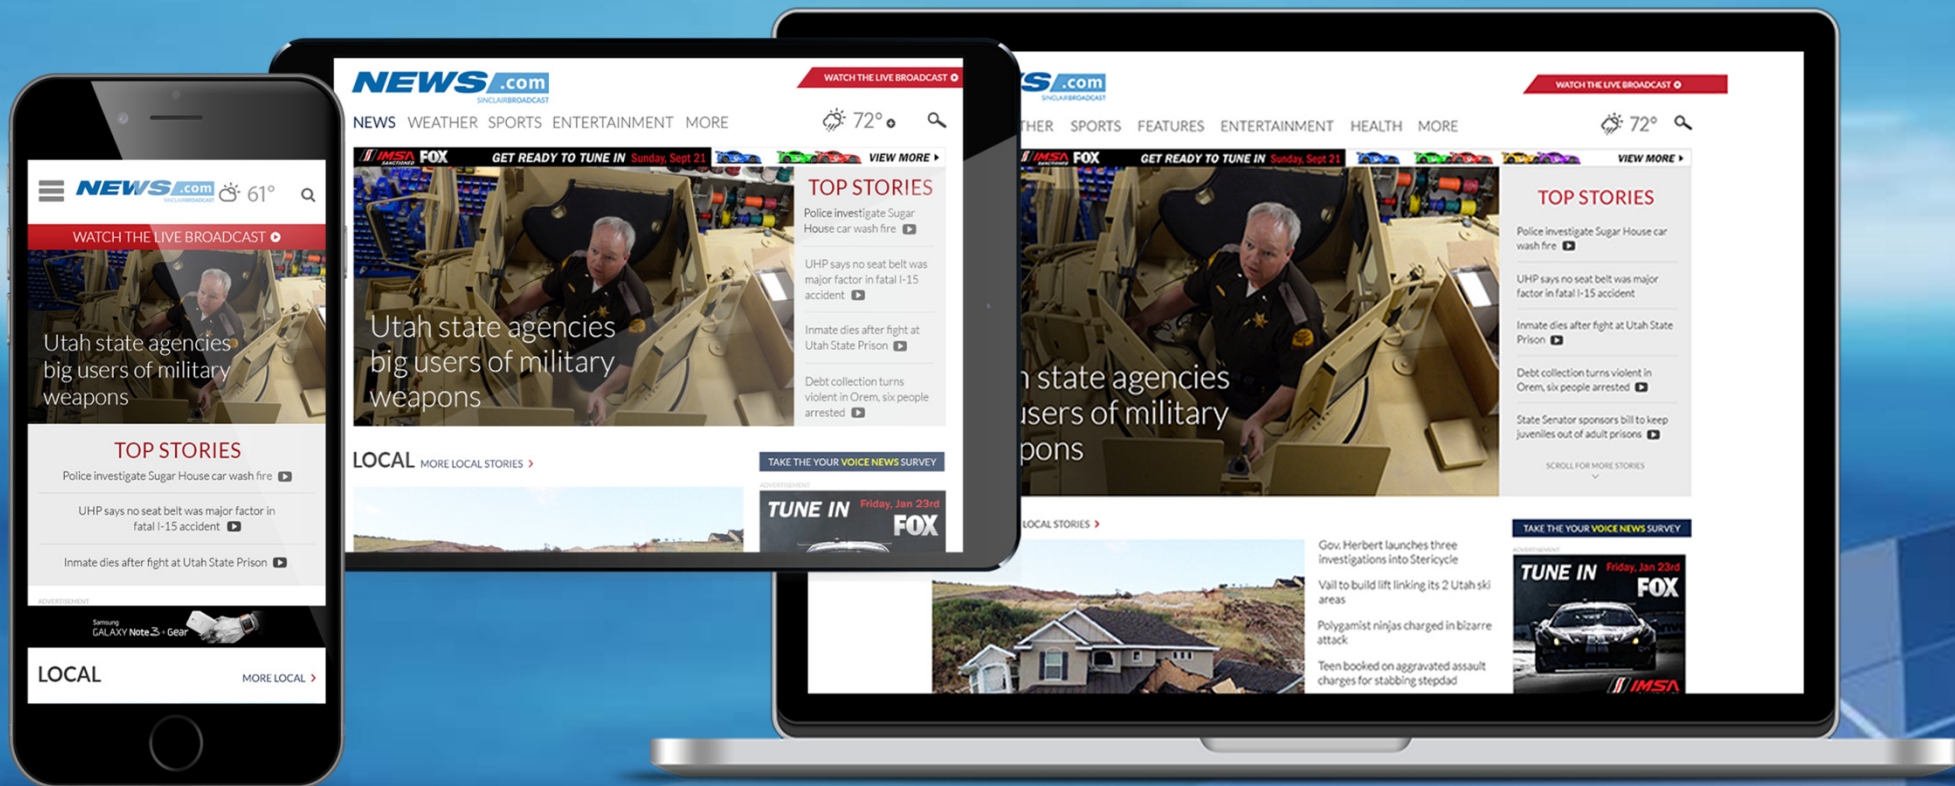 NEWS.com
SINCLAIRBROADCAST
61°
WATCH THE LIVE BROADCAST
Utah state agencies
big users of military
weapons
TOP STORIES
Police investigate Sugar House car wash fire
UHP says no seat belt was major factor in
fatal I-15 accident
Inmate dies after fight at Utah State Prison
ADVERTISEMENT
Samsung
GALAXY Note 3 + Gear
LOCAL
MORE LOCAL >
NEWS.com
SINCLAIRBROADCAST
WATCH THE LIVE BROADCAST
NEWS WEATHER SPORTS ENTERTAINMENT MORE
72°
IMSA SANCTIONED FOX GET READY TO TUNE IN Sunday, Sept 21 VIEW MORE
Utah state agencies
big users of military
weapons
TOP STORIES
Police investigate Sugar
House car wash fire
UHP says no seat belt was
major factor in fatal I-15
accident
Inmate dies after fight at
Utah State Prison
Debt collection turns
violent in Orem, six people
arrested
LOCAL MORE LOCAL STORIES >
TAKE THE YOUR VOICE NEWS SURVEY
ADVERTISEMENT
TUNE IN Friday, Jan 23rd
FOX
S.com
SINCLAIRBROADCAST
WATCH THE LIVE BROADCAST
THER SPORTS FEATURES ENTERTAINMENT HEALTH MORE
72°
IMSA SANCTIONED FOX GET READY TO TUNE IN Sunday, Sept 21 VIEW MORE
state agencies
users of military
pons
TOP STORIES
Police investigate Sugar House car
wash fire
UHP says no seat belt was major
factor in fatal I-15 accident
Inmate dies after fight at Utah State
Prison
Debt collection turns violent in
Orem, six people arrested
State Senator sponsors bill to keep
juveniles out of adult prisons
SCROLL FOR MORE STORIES
LOCAL STORIES >
Gov. Herbert launches three
investigations into Stericycle
Vail to build lift linking its 2 Utah ski
areas
Polygamist ninjas charged in bizarre
attack
Teen booked on aggravated assault
charges for stabbing stepdad
TAKE THE YOUR VOICE NEWS SURVEY
ADVERTISEMENT
TUNE IN Friday, Jan 23rd
FOX
IMSA